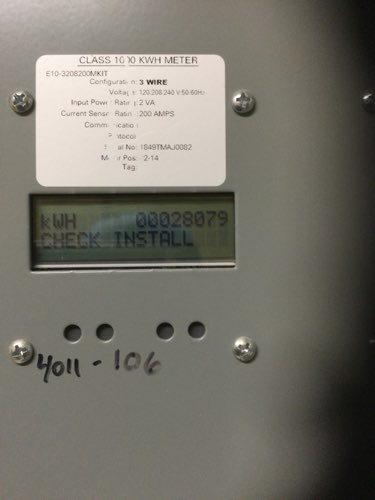 CLASS 1000 KWH METER
E10-3208200MKIT
Configuration: 3 WIRE
Voltage: 120/208-240 V:50-60Hz
Input Power Rating: 2 VA
Current Sensor Rating: 200 AMPS
Communication
Protocol
Serial No: 1649TMAJ0082
Meter Pos: 2-14
Tag:
kWH 00028079
CHECK INSTALL
4011-106